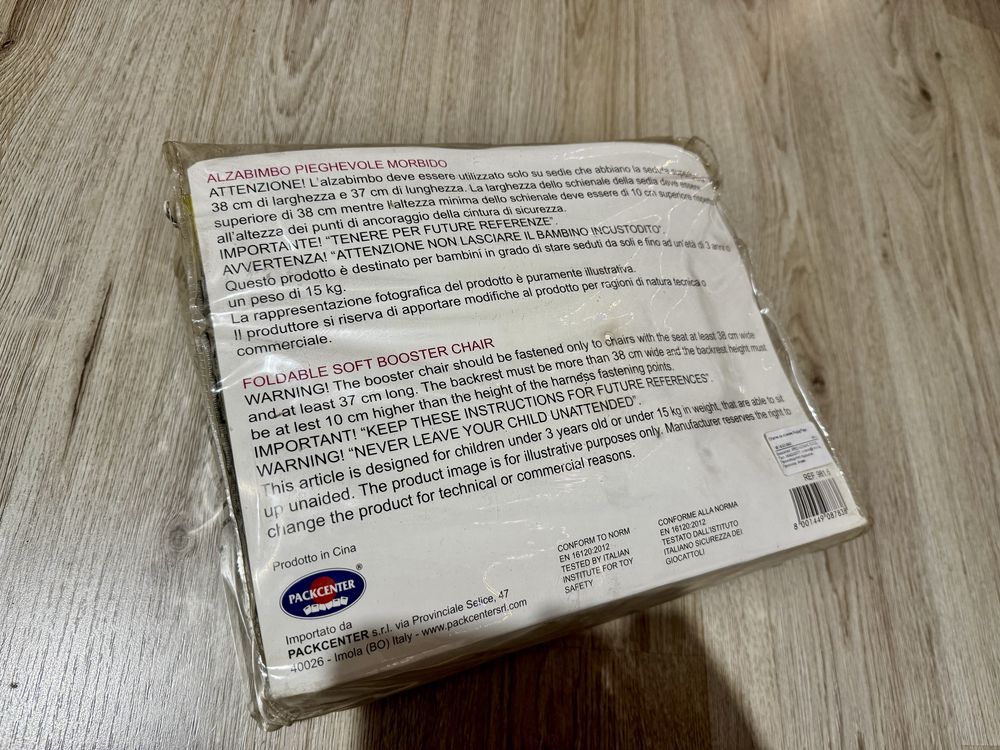 ALZABIMBO PIEGHEVOLE MORBIDO
ATTENZIONE! L'alzabimbo deve essere utilizzato solo su sedie che abbiano la seduta
38 cm di larghezza e 37 cm di lunghezza. La larghezza dello schienale della sedia deve essere
superiore di 38 cm mentre l'altezza minima dello schienale deve essere di 10 cm superiore
all'altezza dei punti di ancoraggio della cintura di sicurezza.
IMPORTANTE! "TENERE PER FUTURE REFERENZE".
AVVERTENZA! "ATTENZIONE NON LASCIARE IL BAMBINO INCUSTODITO".
Questo prodotto è destinato per bambini in grado di stare seduti da soli e fino ad un'età di 3 anni o
un peso di 15 kg.
La rappresentazione fotografica del prodotto è puramente illustrativa.
Il produttore si riserva di apportare modifiche al prodotto per ragioni di natura tecnica o
commerciale.
FOLDABLE SOFT BOOSTER CHAIR
WARNING! The booster chair should be fastened only to chairs with the seat at least 38 cm wide
and at least 37 cm long. The backrest must be more than 38 cm wide and the backrest height must
be at lest 10 cm higher than the height of the harness fastening points.
IMPORTANT! "KEEP THESE INSTRUCTIONS FOR FUTURE REFERENCES".
WARNING! "NEVER LEAVE YOUR CHILD UNATTENDED".
This article is designed for children under 3 years old or under 15 kg in weight, that are able to sit
up unaided. The product image is for illustrative purposes only. Manufacturer reserves the right to
change the product for technical or commercial reasons.
REF. 981.5
8 001449 08783
Prodotto in Cina
PACKCENTER ®
Importato da
PACKCENTER s.r.l. via Provinciale Selice, 47
40026 - Imola (BO) Italy - www.packcentersrl.com
CONFORM TO NORM
EN 16120:2012
TESTED BY ITALIAN
INSTITUTE FOR TOY
SAFETY
CONFORME ALLA NORMA
EN 16120:2012
TESTATO DALL'ISTITUTO
ITALIANO SICUREZZA DEI
GIOCATTOLI